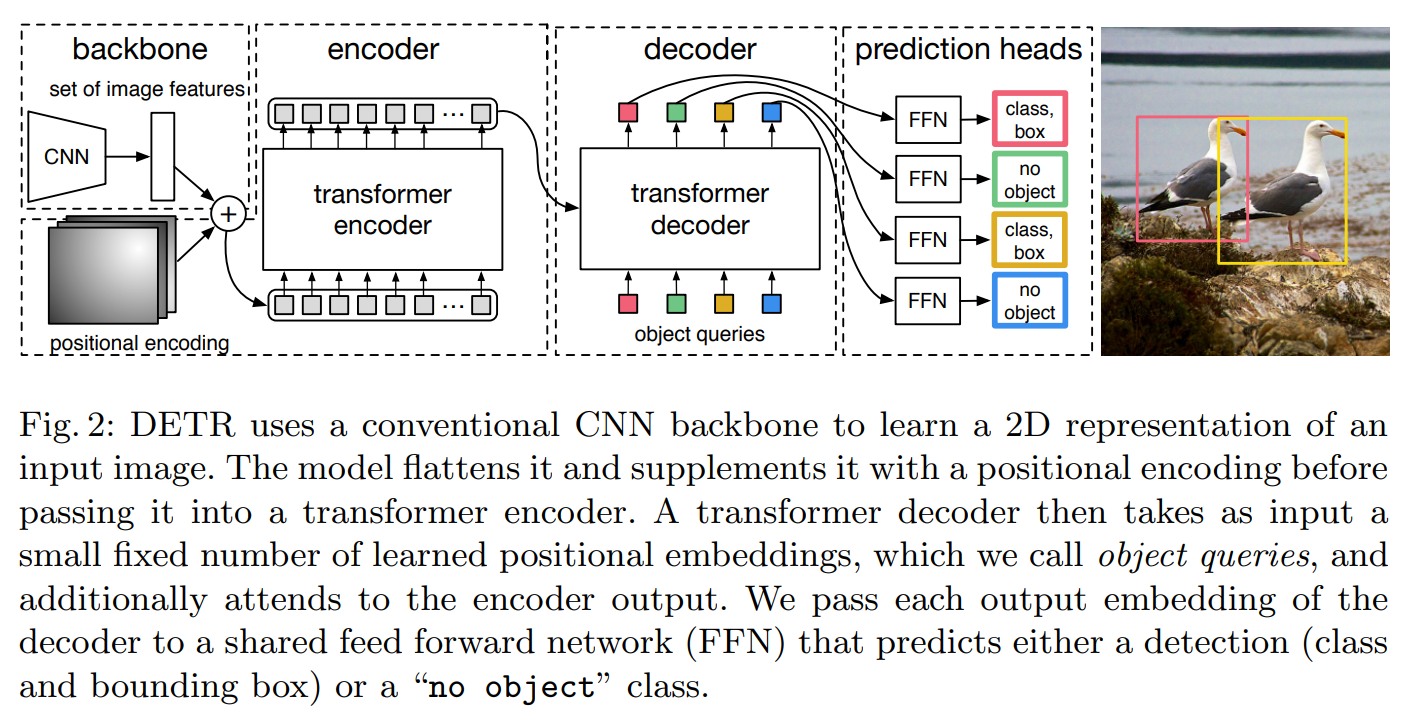 backbone
set of image features
CNN
+
positional encoding
encoder
...
transformer
encoder
...
decoder
transformer
decoder
object queries
prediction heads
FFN
class,
box
FFN
no
object
FFN
class,
box
FFN
no
object
Fig. 2: DETR uses a conventional CNN backbone to learn a 2D representation of an
input image. The model flattens it and supplements it with a positional encoding before
passing it into a transformer encoder. A transformer decoder then takes as input a
small fixed number of learned positional embeddings, which we call object queries, and
additionally attends to the encoder output. We pass each output embedding of the
decoder to a shared feed forward network (FFN) that predicts either a detection (class
and bounding box) or a “no object” class.